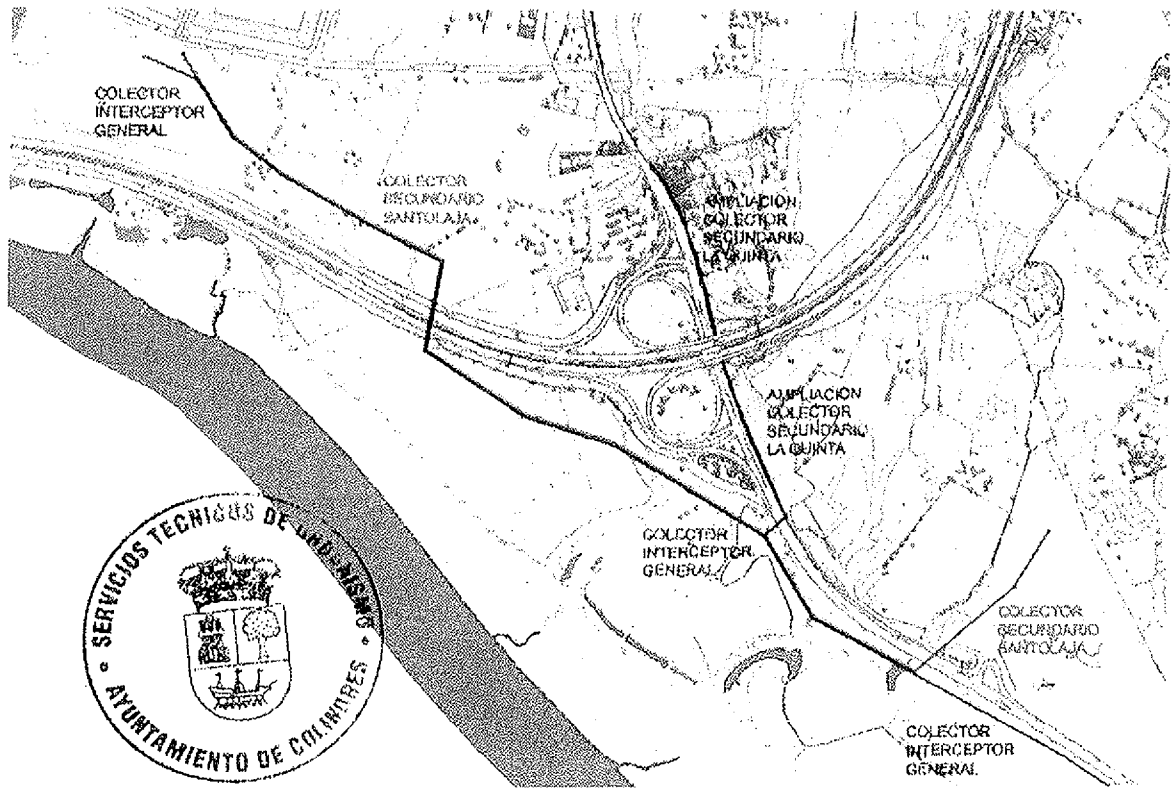 COLECTOR
INTERCEPTOR
GENERAL
COLECTOR
SECUNDARIO
SANTOLAJA
AMPLIACION
COLECTOR
SECUNDARIO
LA QUINTA
AMPLIACION
COLECTOR
SECUNDARIO
LA QUINTA
COLECTOR
INTERCEPTOR
GENERAL
COLECTOR
SECUNDARIO
SANTOLAJA
COLECTOR
INTERCEPTOR
GENERAL
SERVICIOS TECNICOS DE URBANISMO
AYUNTAMIENTO DE COLINDRES